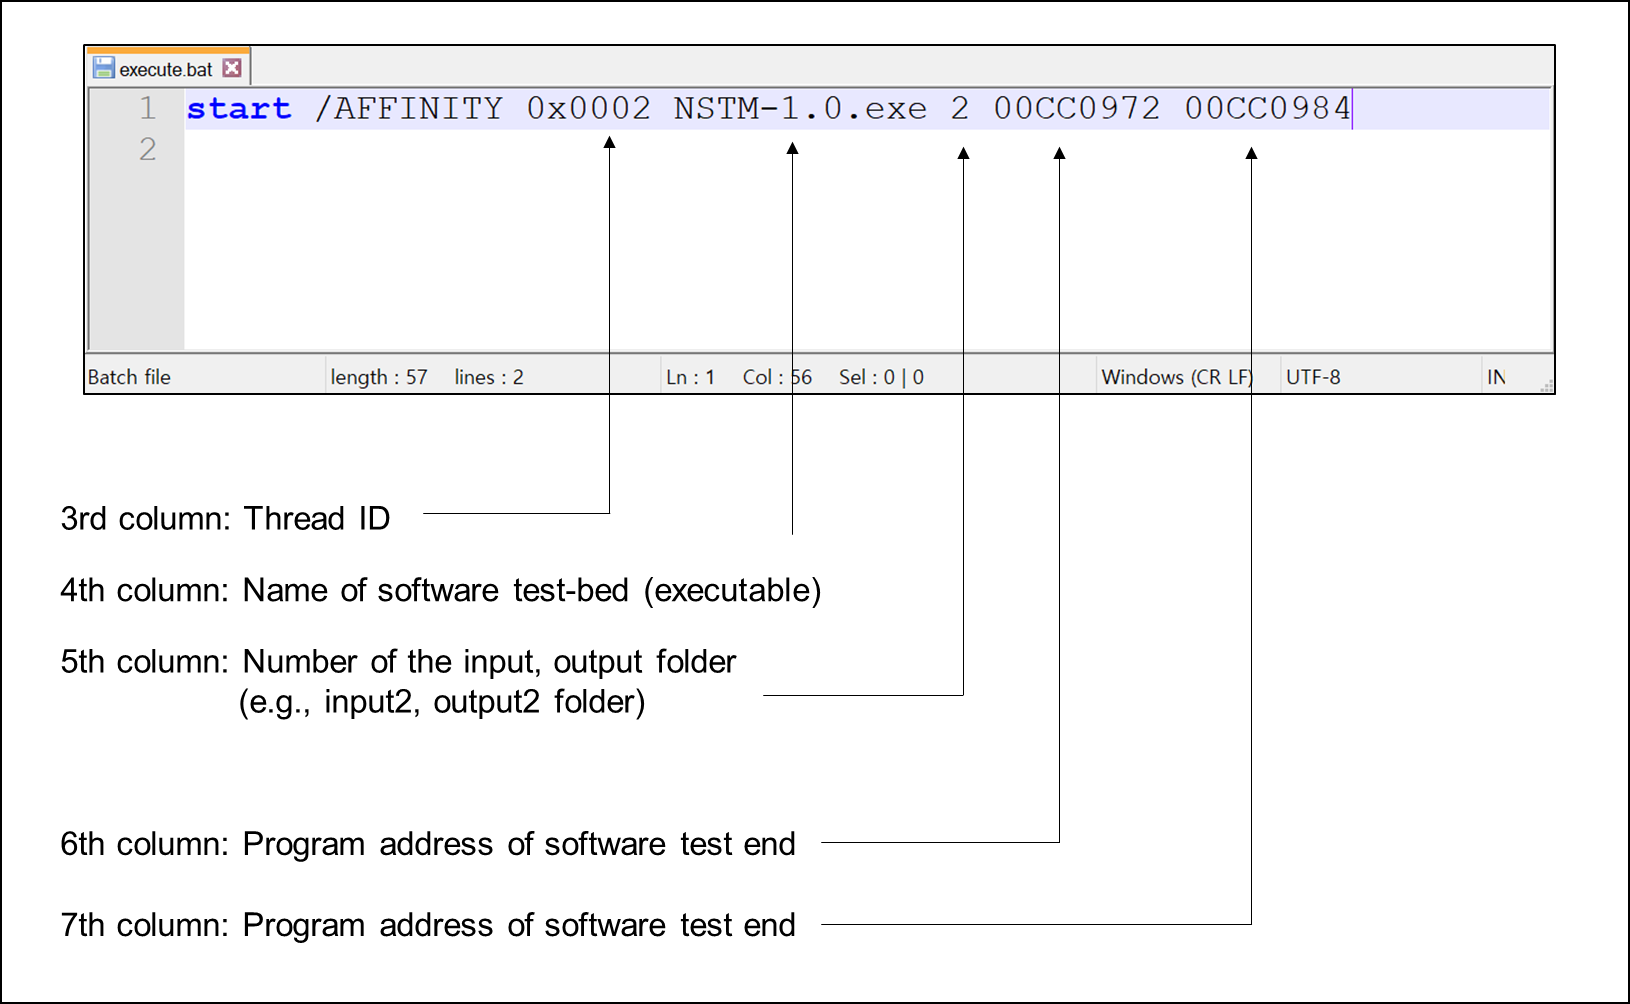 execute.bat
1 start /AFFINITY 0x0002 NSTM-1.0.exe 2 00CC0972 00CC0984
2
Batch file length : 57 lines : 2 Ln : 1 Col : 56 Sel : 0 | 0 Windows (CR LF) UTF-8 IN
3rd column: Thread ID
4th column: Name of software test-bed (executable)
5th column: Number of the input, output folder
(e.g., input2, output2 folder)
6th column: Program address of software test end
7th column: Program address of software test end